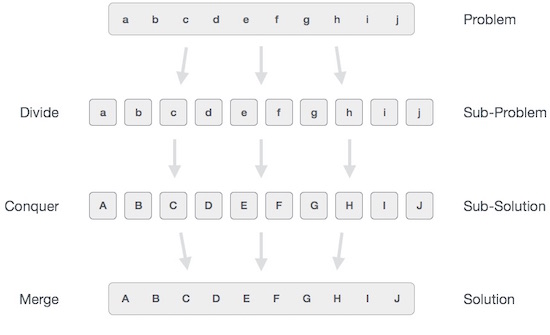 a b c d e f g h i j Problem
Divide a b c d e f g h i j Sub-Problem
Conquer A B C D E F G H I J Sub-Solution
Merge A B C D E F G H I J Solution